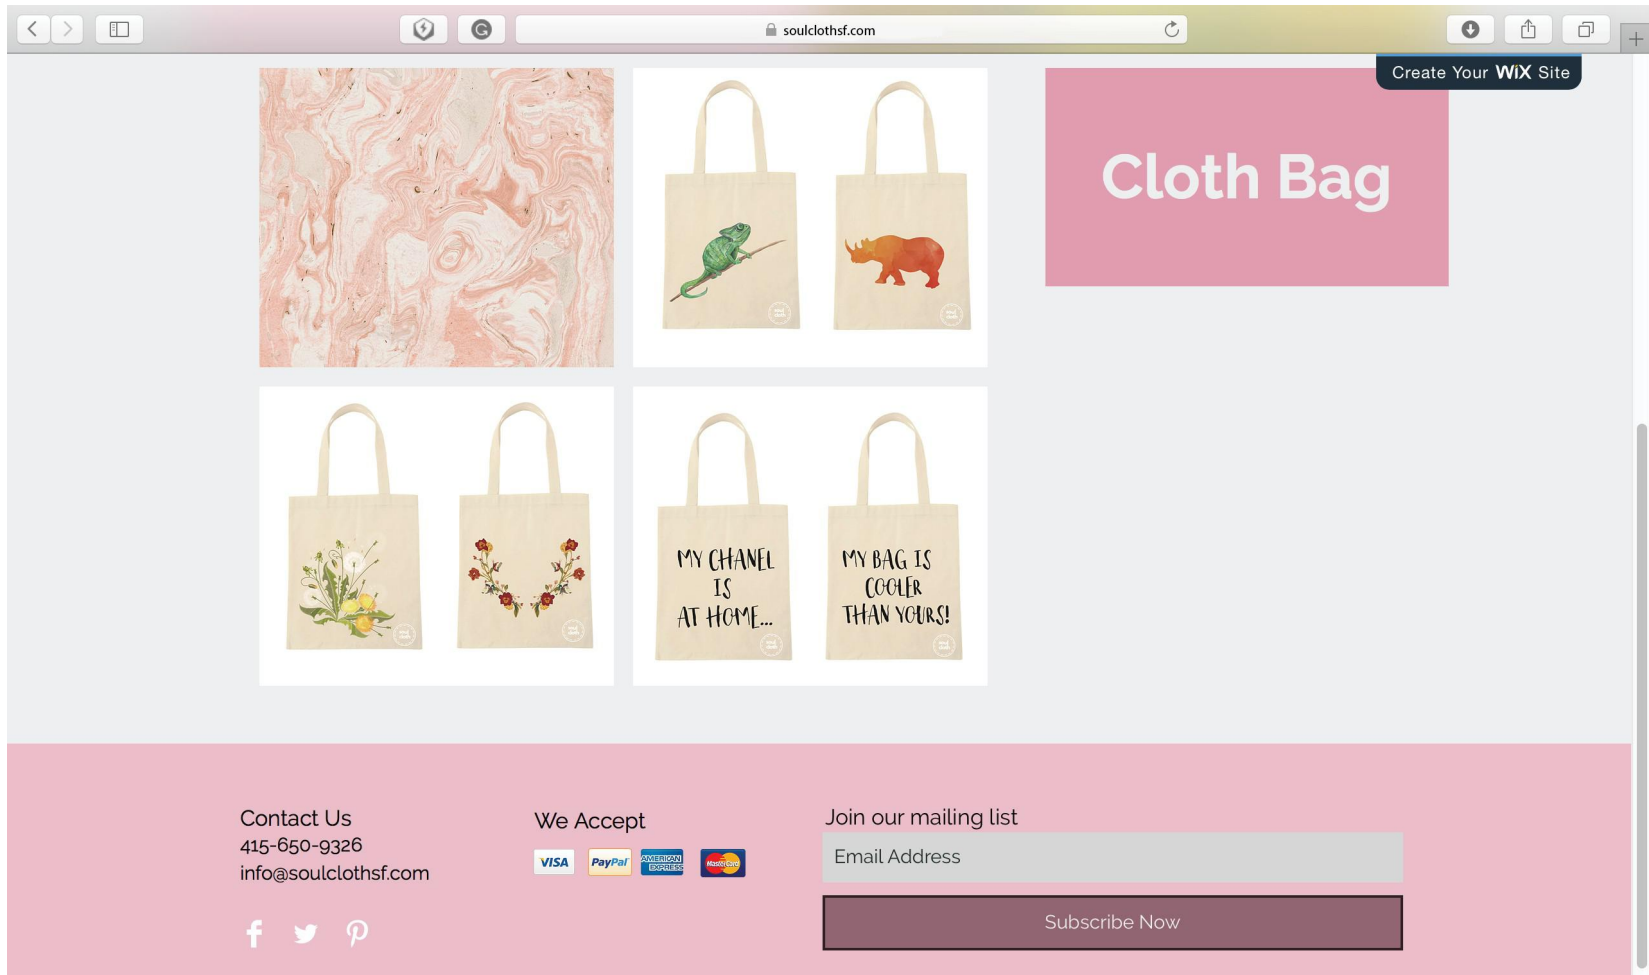 soulclothsf.com
Create Your WiX Site
Cloth Bag
MY CHANEL
IS
AT HOME...
MY BAG IS
COOLER
THAN YOURS!
Contact Us
415-650-9326
info@soulclothsf.com
We Accept
VISA
PayPal
AMERICAN
EXPRESS
MasterCard
Join our mailing list
Email Address
Subscribe Now